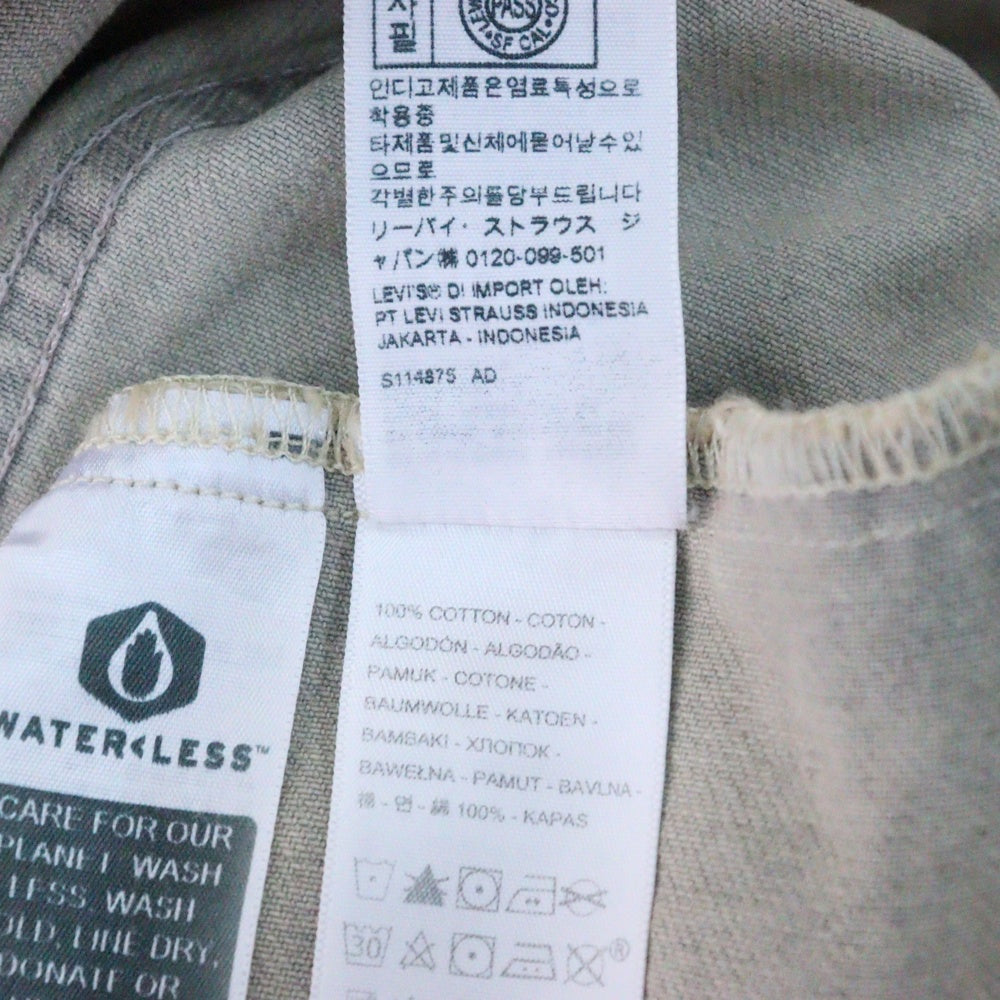 필
PASS
SF CAL
인디고제품은염료특성으로
착용중
타제품및신체에묻어날수있
으므로
각별한주의를당부드립니다
リーバイ・ストラウス ジ
ャパン㈱ 0120-099-501
LEVI'S® DI IMPORT OLEH:
PT LEVI STRAUSS INDONESIA
JAKARTA - INDONESIA
S114875 AD
WATER<LESS™
CARE FOR OUR
PLANET WASH
LESS, WASH
LINE DRY,
DONATE OR
100% COTTON - COTON -
ALGODÓN - ALGODÃO -
PAMUK - COTONE -
BAUMWOLLE - KATOEN -
BAMBAKI - ХЛОПОК -
BAWEŁNA - PAMUT - BAVLNA -
棉 - 면 - 綿 100% - KAPAS
30
®